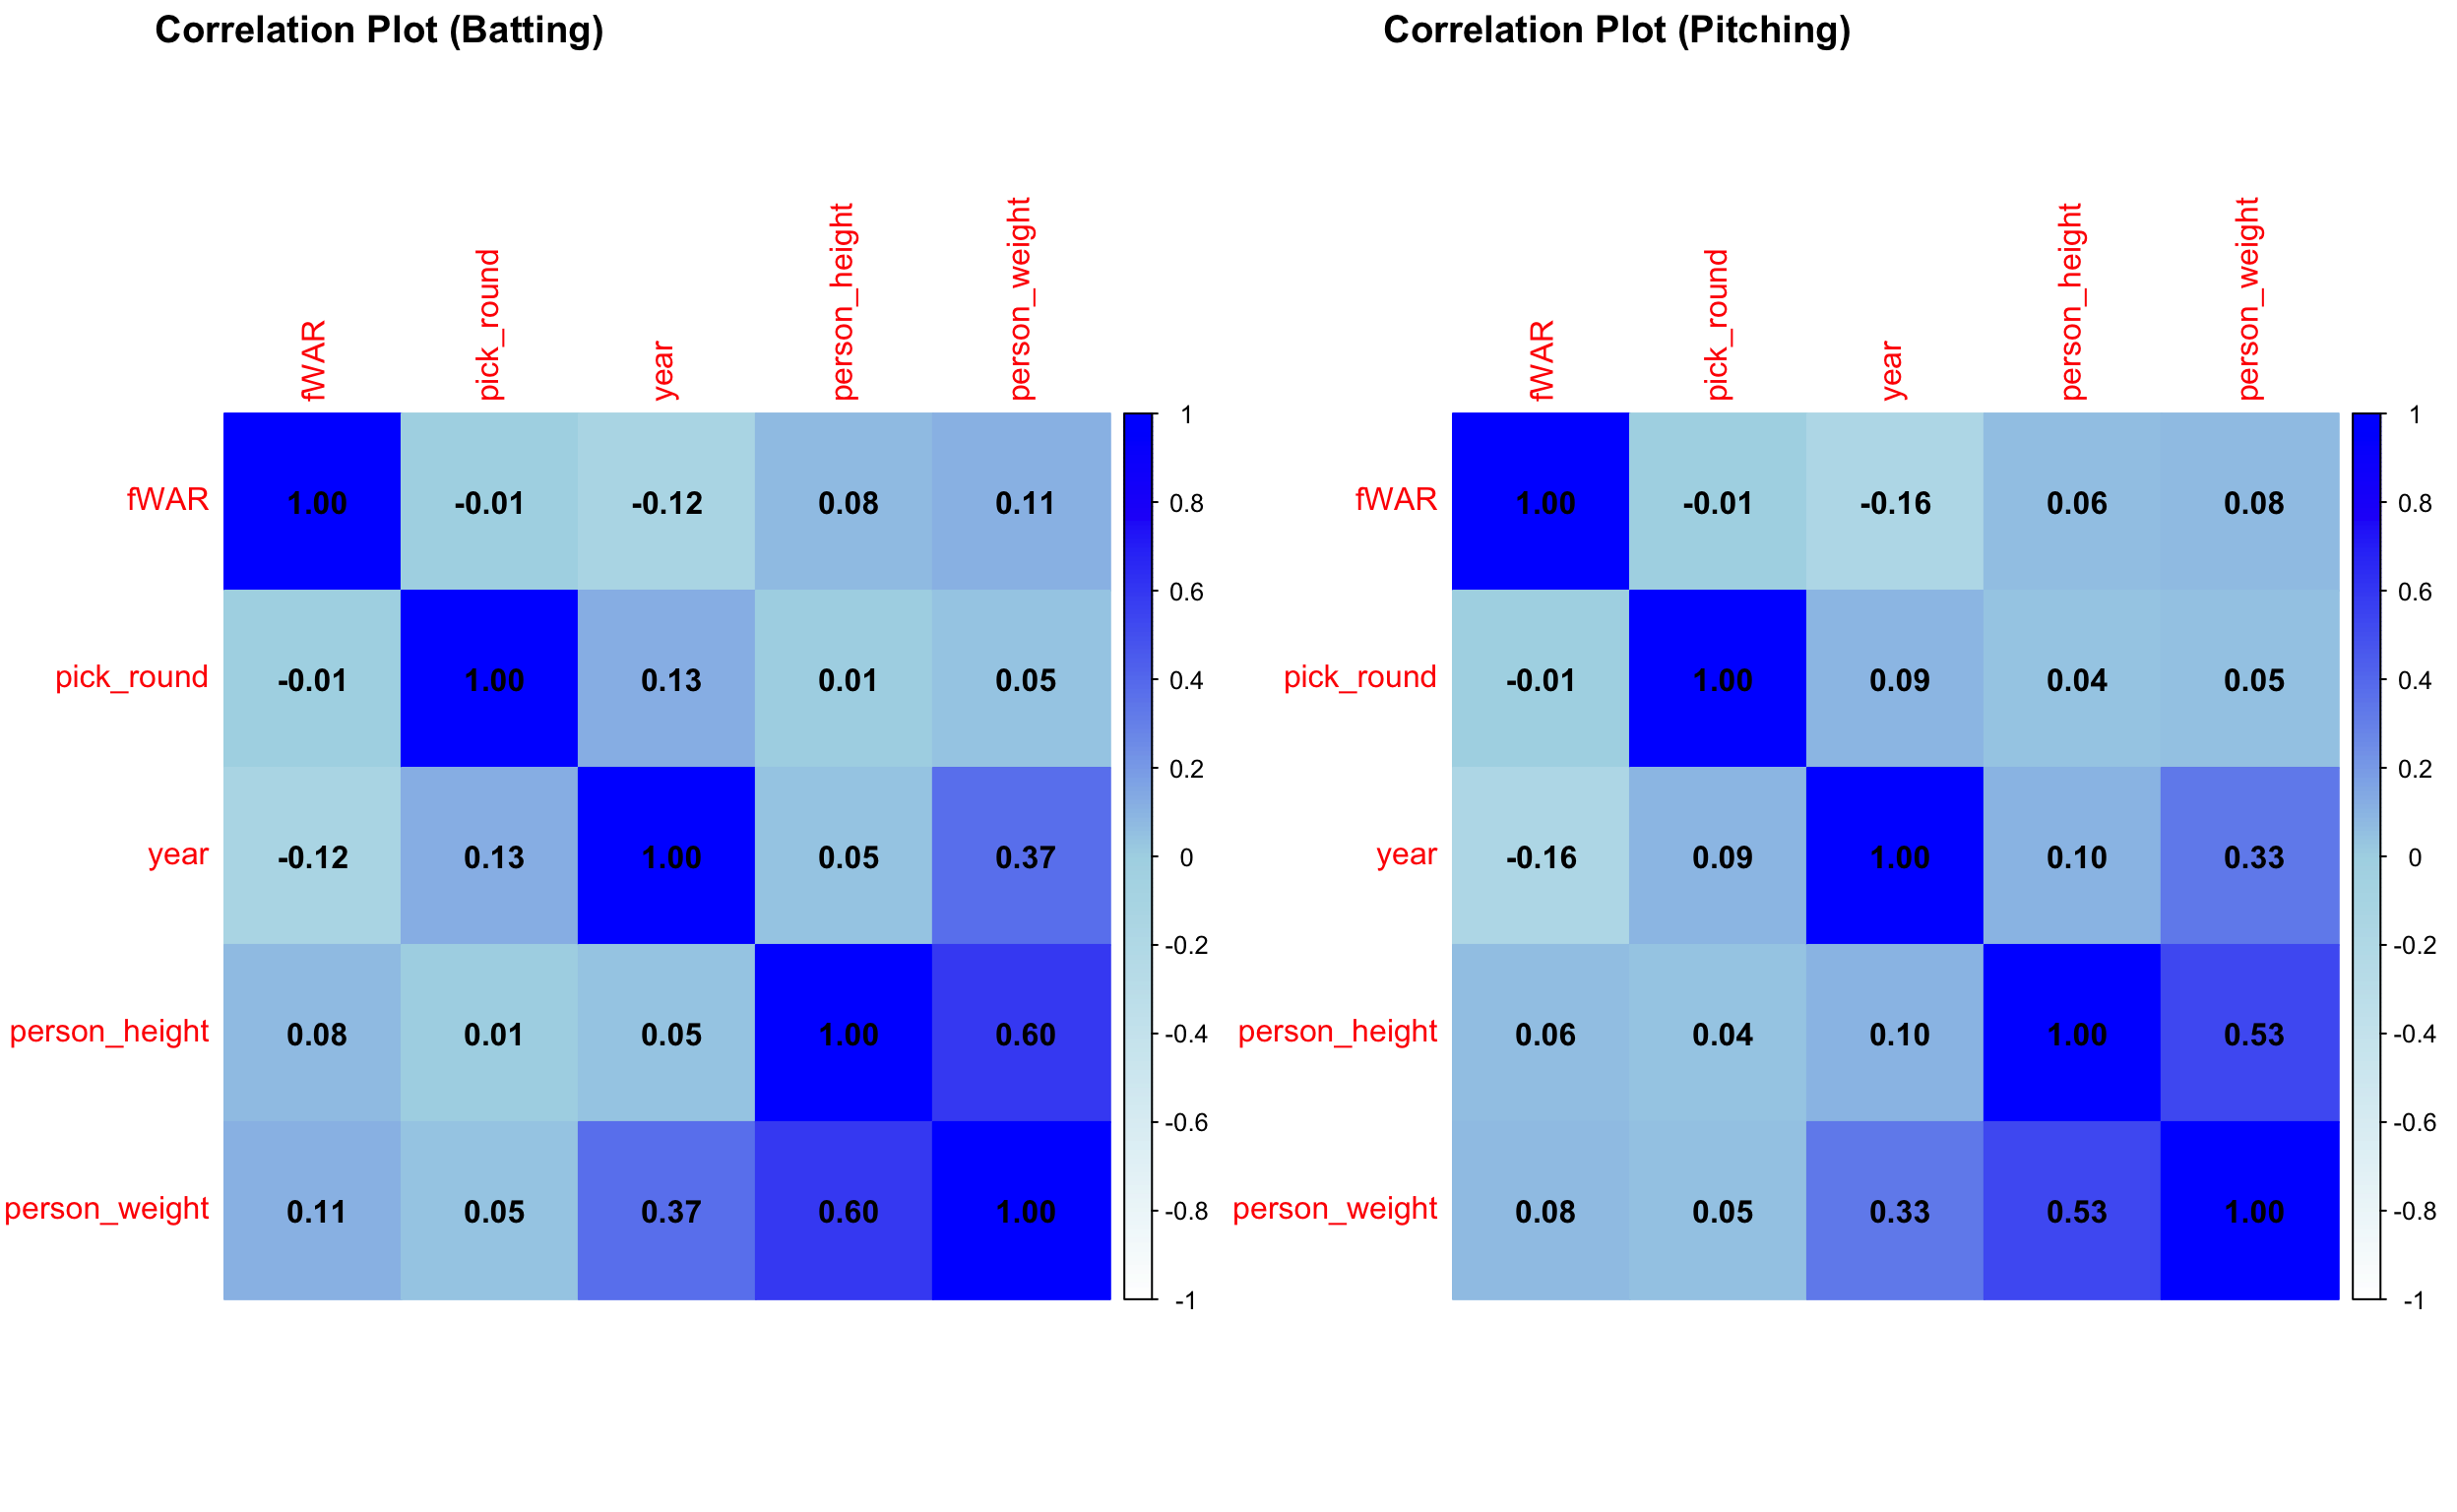 Correlation Plot (Batting)
fWAR
pick_round
year
person_height
person_weight
fWAR 1.00 -0.01 -0.12 0.08 0.11
pick_round -0.01 1.00 0.13 0.01 0.05
year -0.12 0.13 1.00 0.05 0.37
person_height 0.08 0.01 0.05 1.00 0.60
person_weight 0.11 0.05 0.37 0.60 1.00
1
0.8
0.6
0.4
0.2
0
-0.2
-0.4
-0.6
-0.8
-1
Correlation Plot (Pitching)
fWAR
pick_round
year
person_height
person_weight
fWAR 1.00 -0.01 -0.16 0.06 0.08
pick_round -0.01 1.00 0.09 0.04 0.05
year -0.16 0.09 1.00 0.10 0.33
person_height 0.06 0.04 0.10 1.00 0.53
person_weight 0.08 0.05 0.33 0.53 1.00
1
0.8
0.6
0.4
0.2
0
-0.2
-0.4
-0.6
-0.8
-1